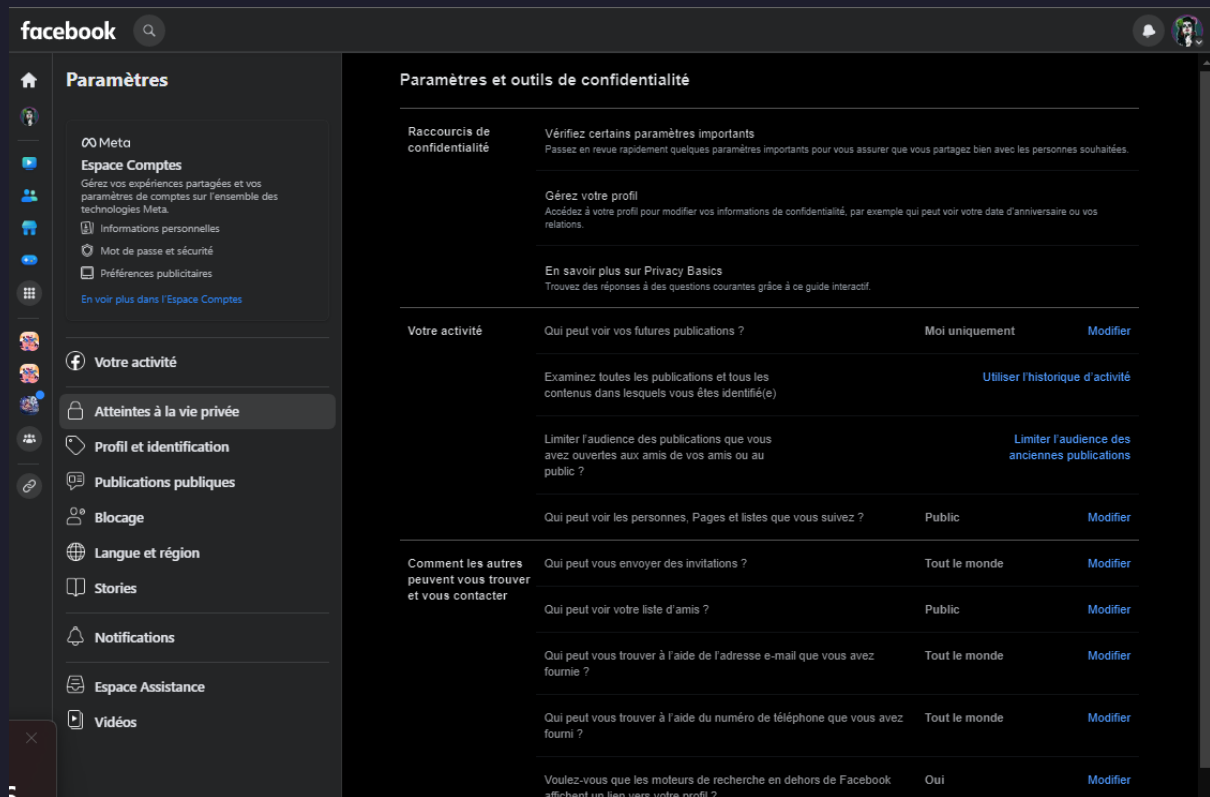 facebook
Paramètres
Meta
Espace Comptes
Gérez vos expériences partagées et vos
paramètres de comptes sur l'ensemble des
technologies Meta.
Informations personnelles
Mot de passe et sécurité
Préférences publicitaires
En voir plus dans l'Espace Comptes
Votre activité
Atteintes à la vie privée
Profil et identification
Publications publiques
Blocage
Langue et région
Stories
Notifications
Espace Assistance
Vidéos
Paramètres et outils de confidentialité
Raccourcis de
confidentialité
Vérifiez certains paramètres importants
Passez en revue rapidement quelques paramètres importants pour vous assurer que vous partagez bien avec les personnes souhaitées.
Gérez votre profil
Accédez à votre profil pour modifier vos informations de confidentialité, par exemple qui peut voir votre date d'anniversaire ou vos
relations.
En savoir plus sur Privacy Basics
Trouvez des réponses à des questions courantes grâce à ce guide interactif.
Votre activité
Qui peut voir vos futures publications ?
Moi uniquement
Modifier
Examinez toutes les publications et tous les
contenus dans lesquels vous êtes identifié(e)
Utiliser l'historique d'activité
Limiter l'audience des publications que vous
avez ouvertes aux amis de vos amis ou au
public ?
Limiter l'audience des
anciennes publications
Qui peut voir les personnes, Pages et listes que vous suivez ?
Public
Modifier
Comment les autres
peuvent vous trouver
et vous contacter
Qui peut vous envoyer des invitations ?
Tout le monde
Modifier
Qui peut voir votre liste d'amis ?
Public
Modifier
Qui peut vous trouver à l'aide de l'adresse e-mail que vous avez
fournie ?
Tout le monde
Modifier
Qui peut vous trouver à l'aide du numéro de téléphone que vous avez
fourni ?
Tout le monde
Modifier
Voulez-vous que les moteurs de recherche en dehors de Facebook
affichent un lien vers votre profil ?
Oui
Modifier